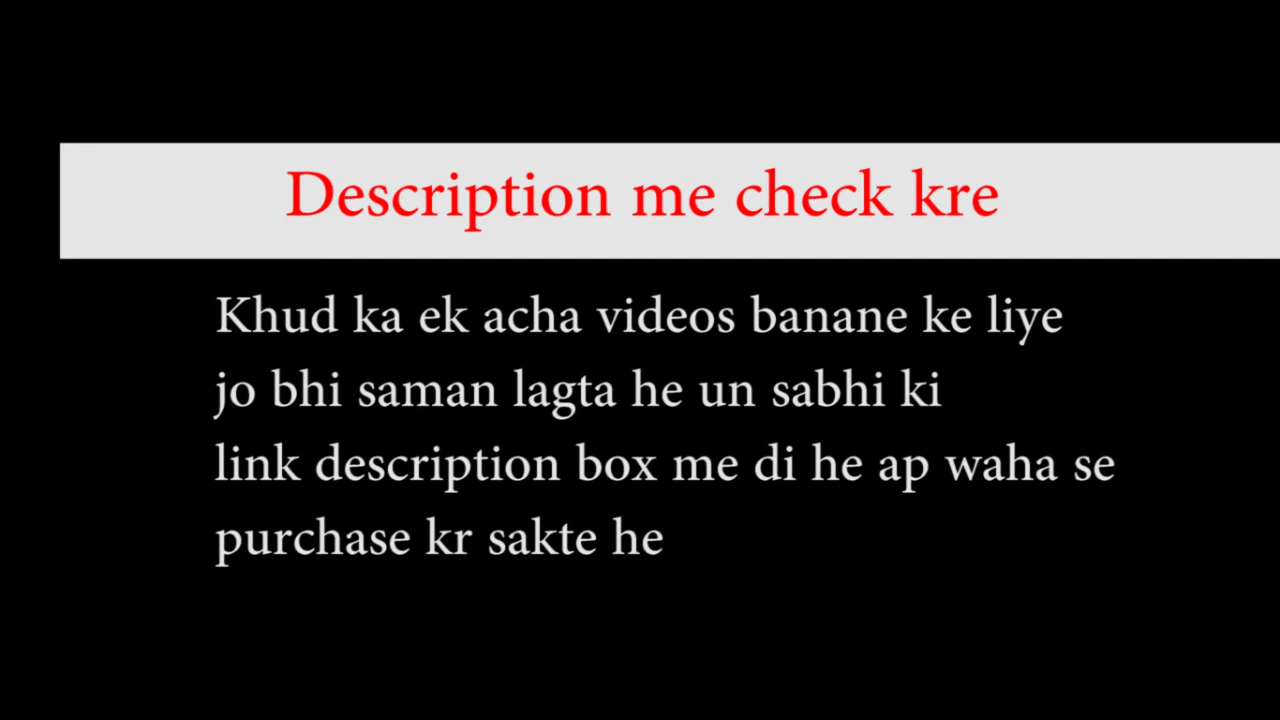 Description me check kre
Khud ka ek acha videos banane ke liye
jo bhi saman lagta he un sabhi ki
link description box me di he ap waha se
purchase kr sakte he